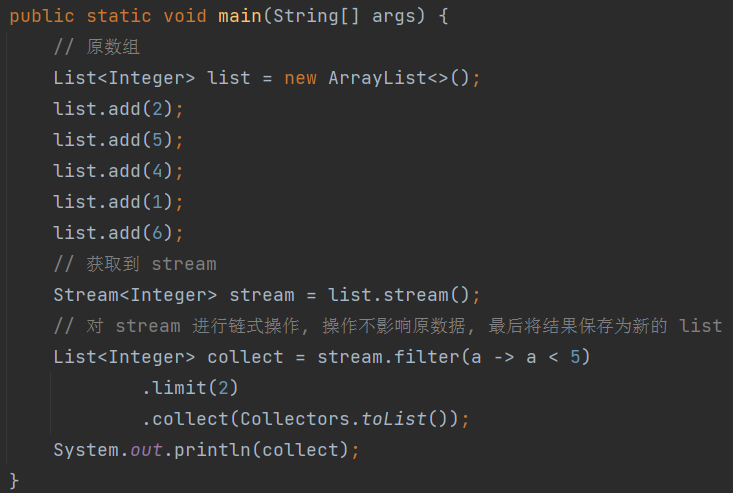 public static void main(String[] args) {
// 原数组
List<Integer> list = new ArrayList<>();
list.add(2);
list.add(5);
list.add(4);
list.add(1);
list.add(6);
// 获取到 stream
Stream<Integer> stream = list.stream();
// 对 stream 进行链式操作, 操作不影响原数据, 最后将结果保存为新的 list
List<Integer> collect = stream.filter(a -> a < 5)
.limit(2)
.collect(Collectors.toList());
System.out.println(collect);
}